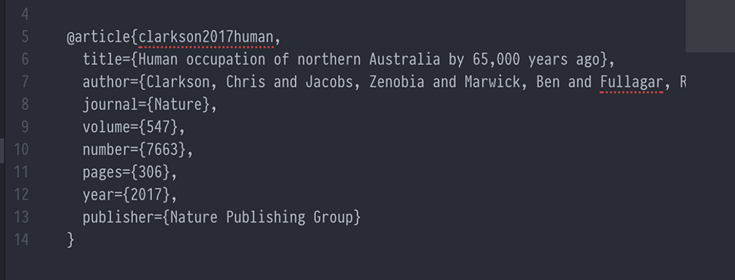 4
5 @article{clarkson2017human,
6 title={Human occupation of northern Australia by 65,000 years ago},
7 author={Clarkson, Chris and Jacobs, Zenobia and Marwick, Ben and Fullagar, R
8 journal={Nature},
9 volume={547},
10 number={7663},
11 pages={306},
12 year={2017},
13 publisher={Nature Publishing Group}
14 }